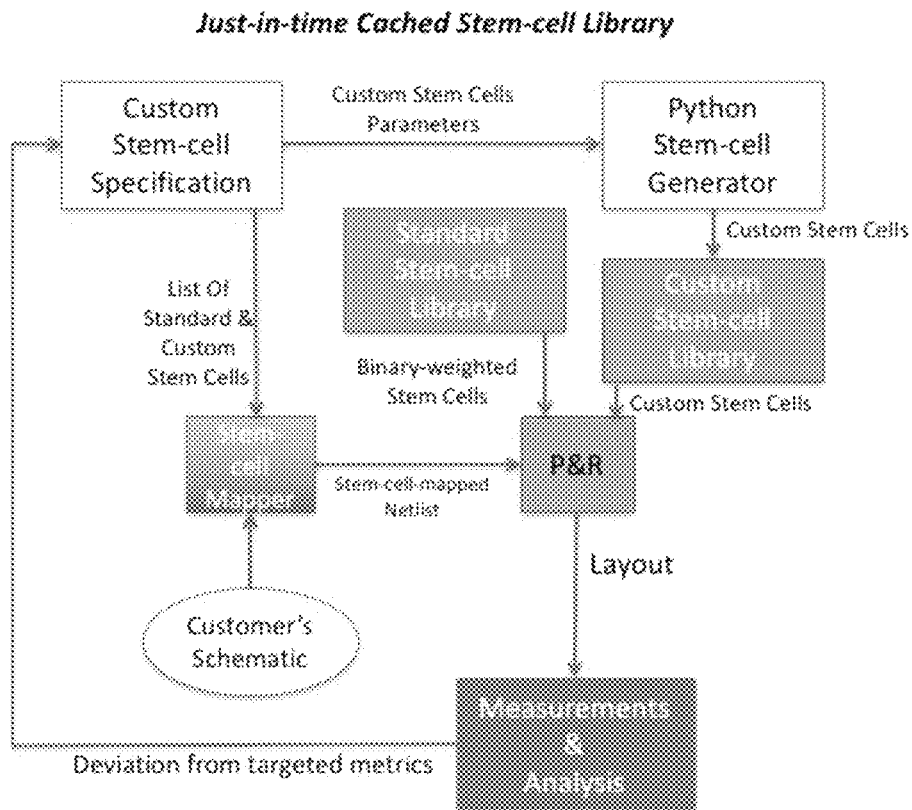 Just-in-time Cached Stem-cell Library
Custom
Stem-cell
Specification
Custom Stem Cells
Parameters
Python
Stem-cell
Generator
Custom Stem Cells
Standard
Stem-cell
Library
Custom
Stem-cell
Library
List Of
Standard &
Custom
Stem Cells
Binary-weighted
Stem Cells
Custom Stem Cells
Stem
cell
Mapper
Stem-cell-mapped
Netlist
P&R
Layout
Customer's
Schematic
Measurements
&
Analysis
Deviation from targeted metrics